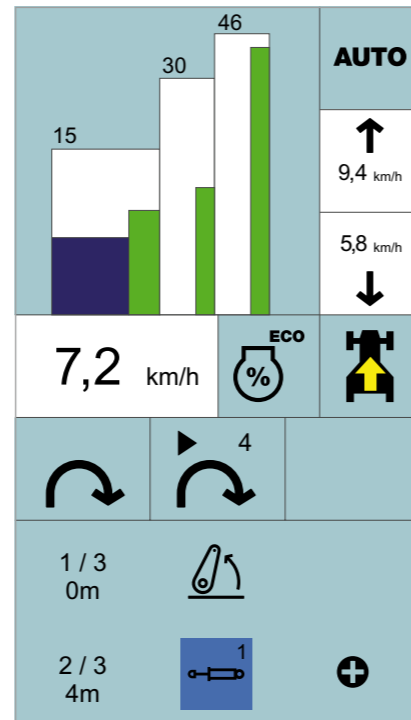 46
30
15
AUTO
9,4 km/h
5,8 km/h
7,2 km/h
ECO
%
4
1 / 3
0m
2 / 3
4m
1